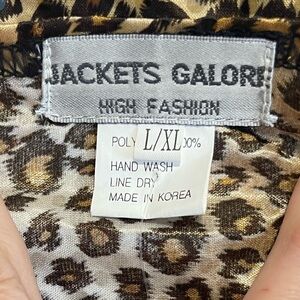 JACKETS GALORE
HIGH FASHION
POLY L/XL 00%
HAND WASH
LINE DRY
MADE IN KOREA